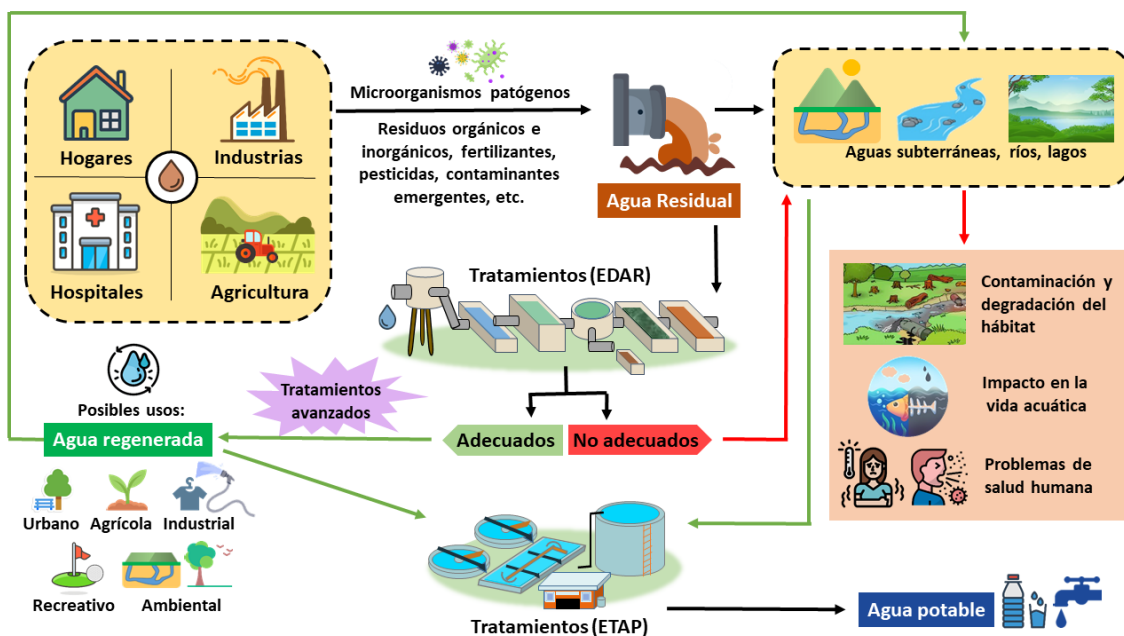 Hogares
Industrias
Hospitales
Agricultura
Microorganismos patógenos
Residuos orgánicos e
inorgánicos, fertilizantes,
pesticidas, contaminantes
emergentes, etc.
Agua Residual
Aguas subterráneas, ríos, lagos
Tratamientos (EDAR)
Contaminación y
degradación del
hábitat
Impacto en la
vida acuática
Problemas de
salud humana
Tratamientos
avanzados
Adecuados
No adecuados
Posibles usos:
Agua regenerada
Urbano
Agrícola
Industrial
Recreativo
Ambiental
Tratamientos (ETAP)
Agua potable